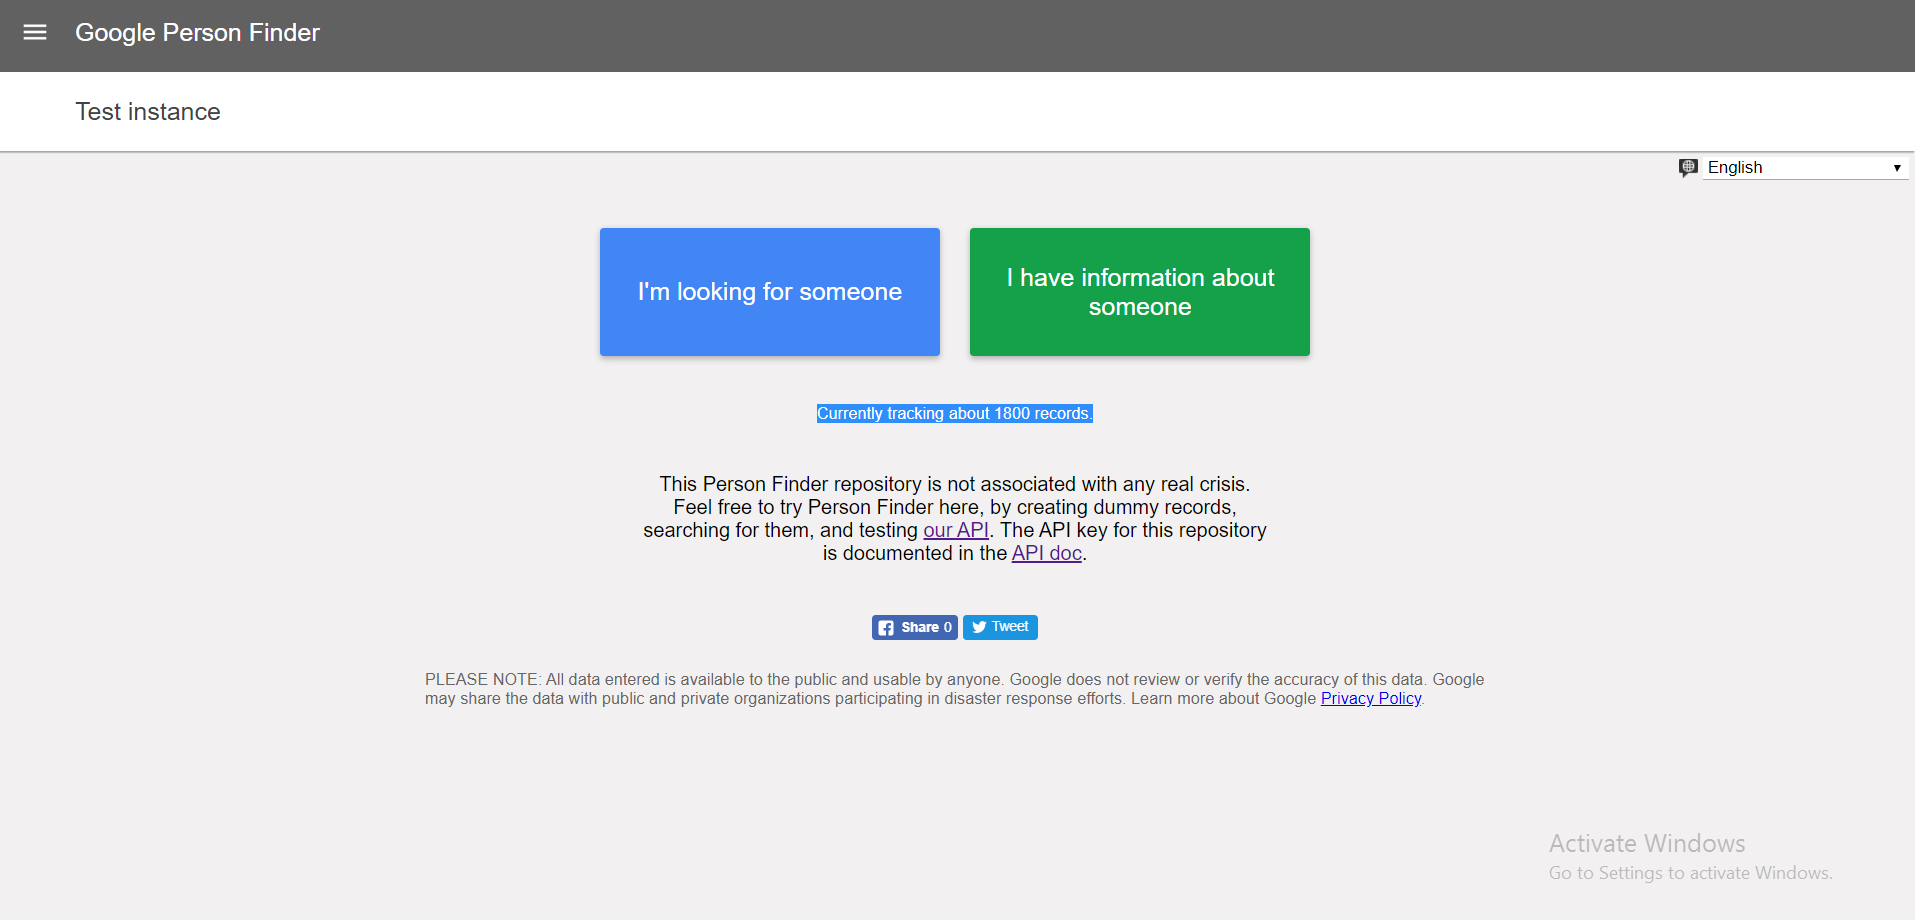 Google Person Finder
Test instance
English
I'm looking for someone
I have information about
someone
Currently tracking about 1800 records.
This Person Finder repository is not associated with any real crisis.
Feel free to try Person Finder here, by creating dummy records,
searching for them, and testing our API. The API key for this repository
is documented in the API doc.
Share 0
Tweet
PLEASE NOTE: All data entered is available to the public and usable by anyone. Google does not review or verify the accuracy of this data. Google
may share the data with public and private organizations participating in disaster response efforts. Learn more about Google Privacy Policy.
Activate Windows
Go to Settings to activate Windows.